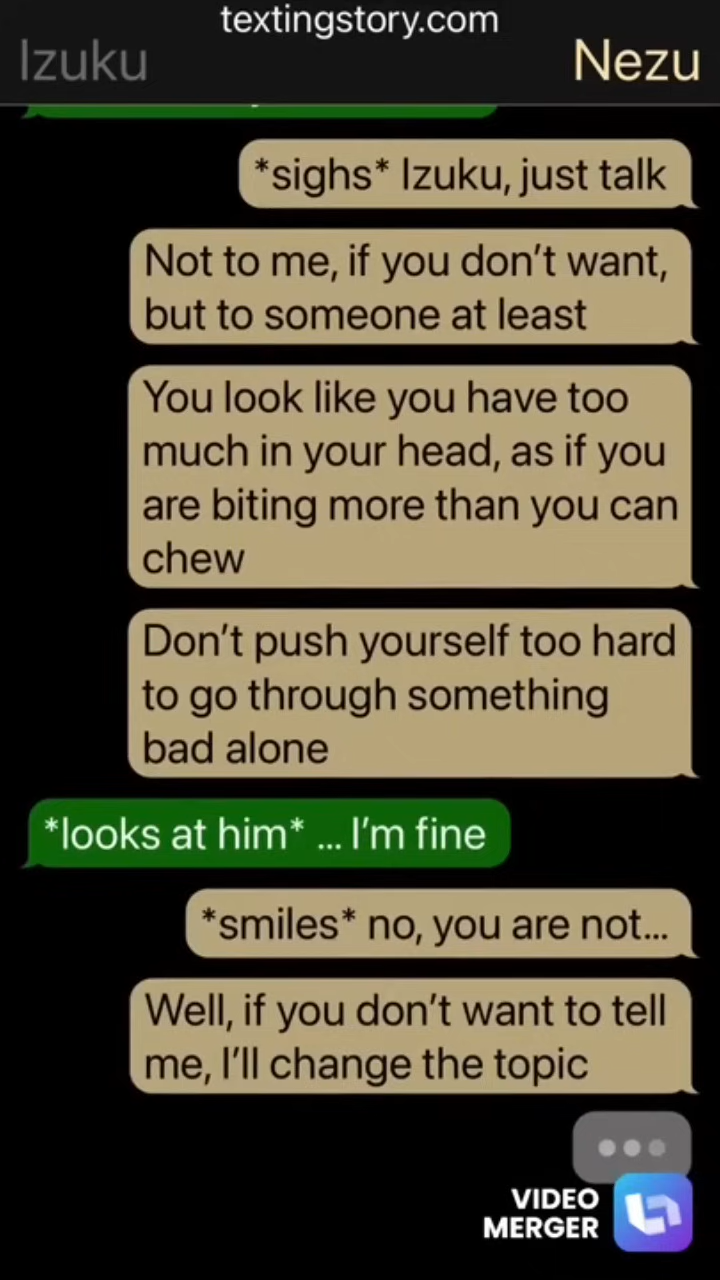 textingstory.com
Izuku
Nezu
*sighs* Izuku, just talk
Not to me, if you don't want,
but to someone at least
You look like you have too
much in your head, as if you
are biting more than you can
chew
Don't push yourself too hard
to go through something
bad alone
*looks at him* ... I'm fine
*smiles* no, you are not...
Well, if you don't want to tell
me, I'll change the topic
VIDEO
MERGER